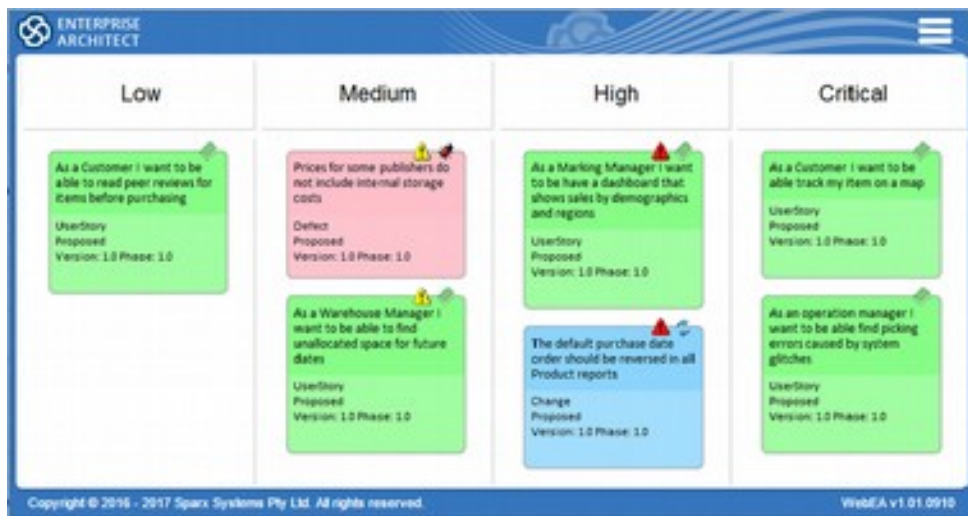 ENTERPRISE
ARCHITECT
Low
Medium
High
Critical
As a Customer I want to be
able to read peer reviews for
items before purchasing
UserStory
Proposed
Version: 1.0 Phase: 1.0
Prices for some publishers do
not include internal storage
costs
Defect
Proposed
Version: 1.0 Phase: 1.0
As a Warehouse Manager I
want to be able to find
unallocated space for future
dates
UserStory
Proposed
Version: 1.0 Phase: 1.0
As a Marking Manager I want
to be have a dashboard that
shows sales by demographics
and regions
UserStory
Proposed
Version: 1.0 Phase: 1.0
The default purchase date
order should be reversed in all
Product reports
Change
Proposed
Version: 1.0 Phase: 1.0
As a Customer I want to be
able track my item on a map
UserStory
Proposed
Version: 1.0 Phase: 1.0
As an operation manager I
want to be able find picking
errors caused by system
glitches
UserStory
Proposed
Version: 1.0 Phase: 1.0
Copyright © 2016 - 2017 Sparx Systems Pty Ltd. All rights reserved.
WebEA v1.01.0910